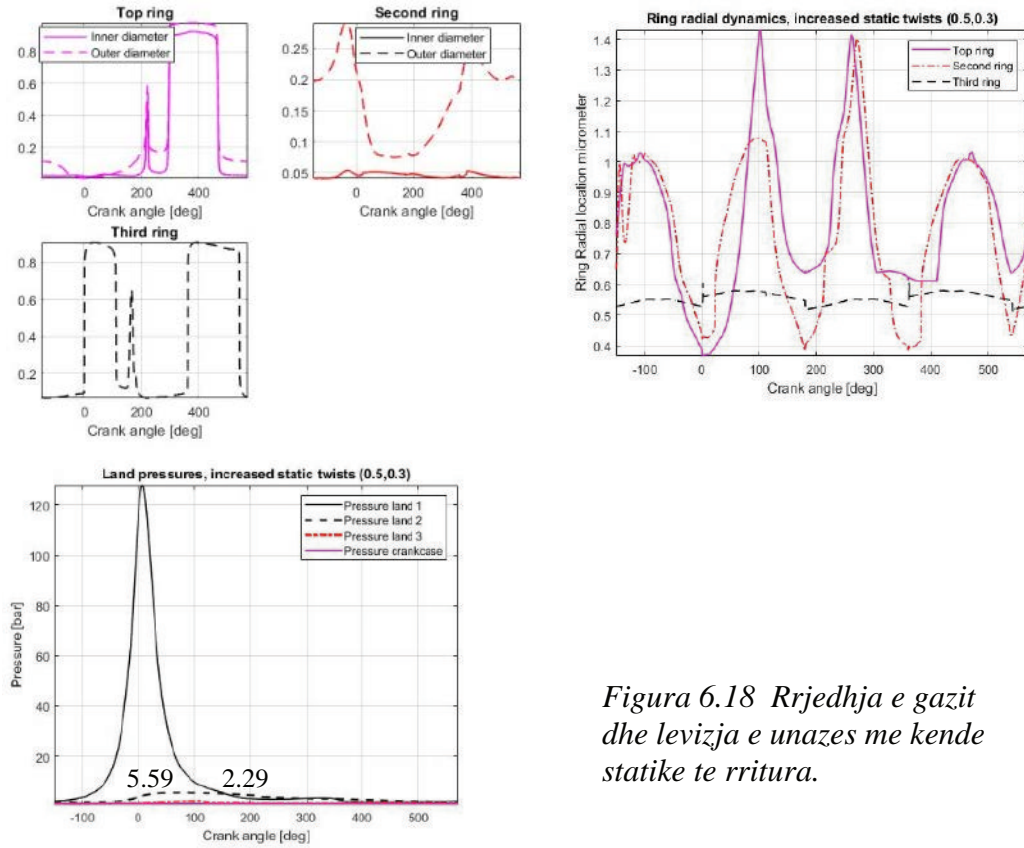 Top ring
Inner diameter
Outer diameter
0.8
0.6
0.4
0.2
0 200 400
Crank angle [deg]
Second ring
Inner diameter
Outer diameter
0.25
0.2
0.15
0.1
0.05
0 200 400
Crank angle [deg]
Ring radial dynamics, increased static twists (0.5,0.3)
Top ring
Second ring
Third ring
Ring Radial location micrometer
1.4
1.3
1.2
1.1
1
0.9
0.8
0.7
0.6
0.5
0.4
-100 0 100 200 300 400 500
Crank angle [deg]
Third ring
0.8
0.6
0.4
0.2
0 200 400
Crank angle [deg]
Land pressures, increased static twists (0.5,0.3)
Pressure land 1
Pressure land 2
Pressure land 3
Pressure crankcase
Pressure [bar]
120
100
80
60
40
20
5.59 2.29
-100 0 100 200 300 400 500
Crank angle [deg]
Figura 6.18 Rrjedhja e gazit
dhe levizja e unazes me kende
statike te rritura.